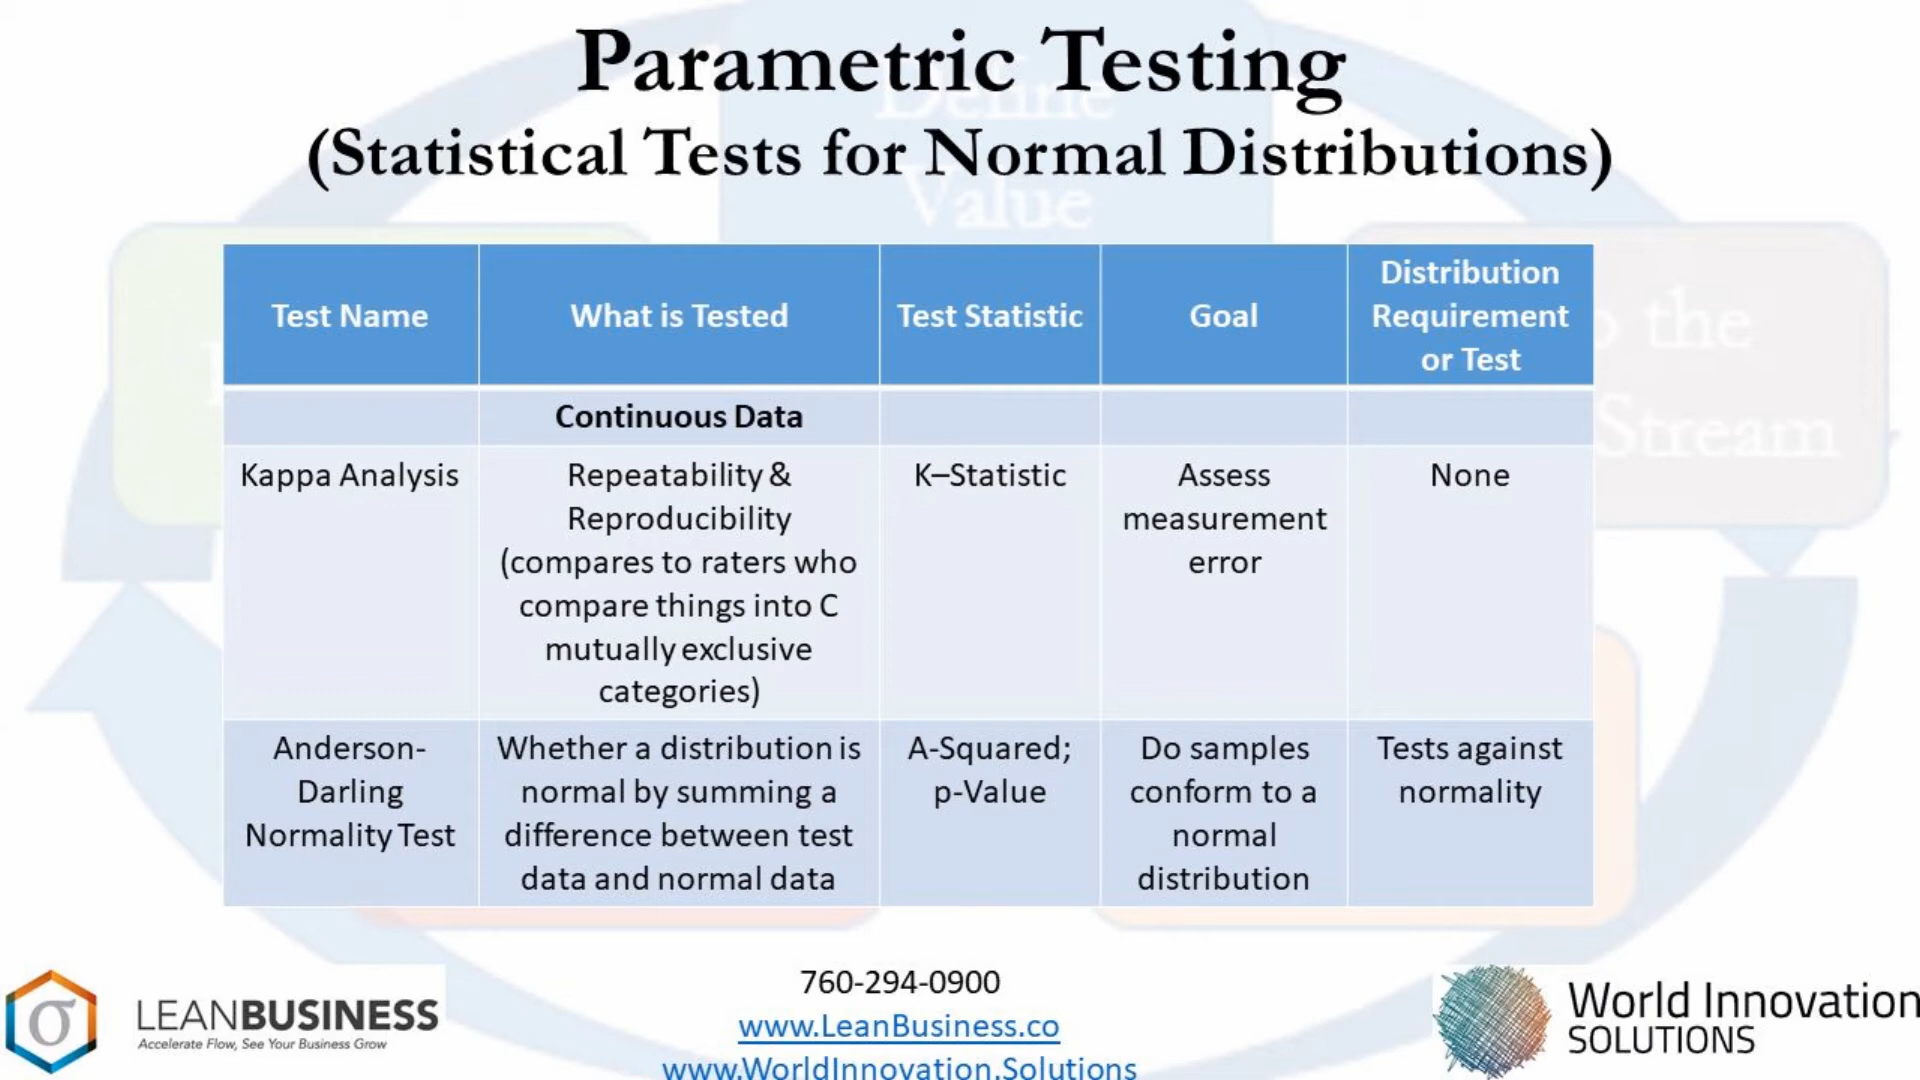 Parametric Testing
(Statistical Tests for Normal Distributions)
Define
Value
Test Name
What is Tested
Test Statistic
Goal
Distribution
Requirement
or Test
the
Stream
Continuous Data
Kappa Analysis
Repeatability &
Reproducibility
(compares to raters who
compare things into C
mutually exclusive
categories)
K–Statistic
Assess
measurement
error
None
Anderson-
Darling
Normality Test
Whether a distribution is
normal by summing a
difference between test
data and normal data
A-Squared;
p-Value
Do samples
conform to a
normal
distribution
Tests against
normality
σ
LEANBUSINESS
Accelerate Flow, See Your Business Grow
760-294-0900
www.LeanBusiness.co
www.WorldInnovation.Solutions
World Innovation
SOLUTIONS